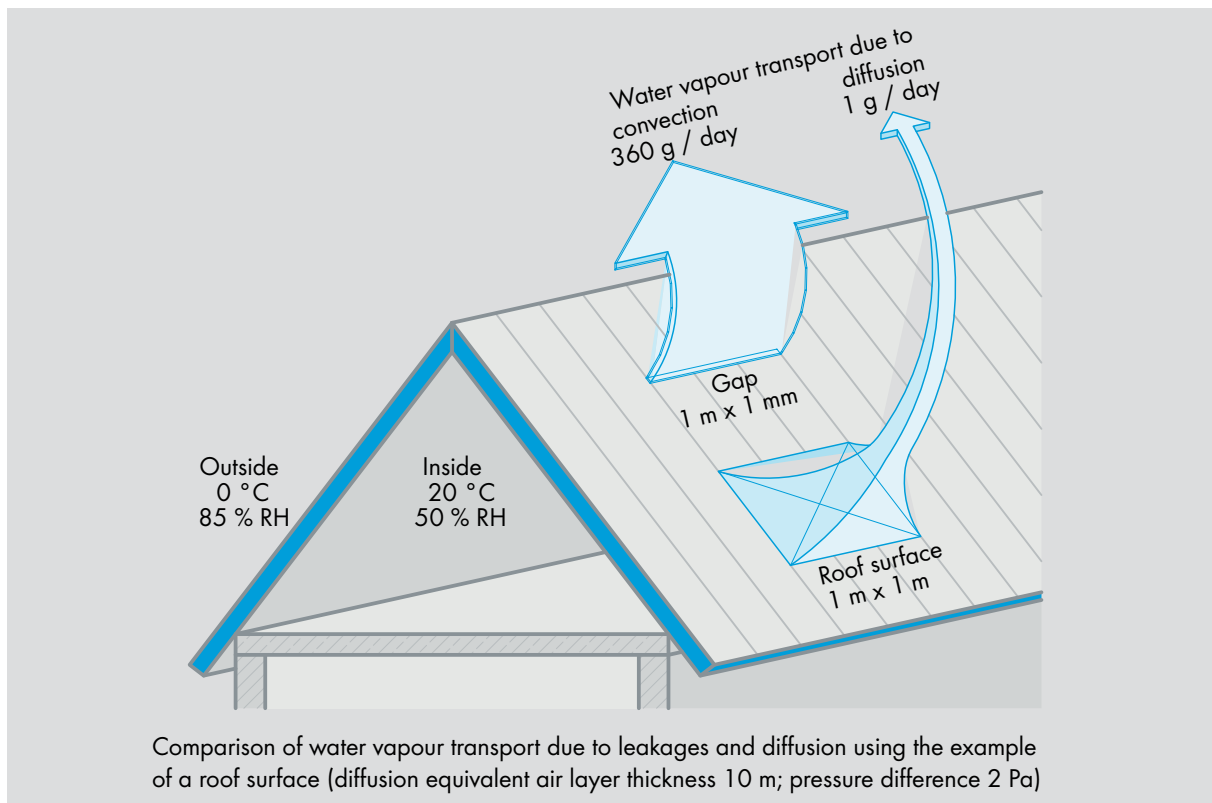 Water vapour transport due to
convection
360 g / day
diffusion
1 g / day
Gap
1 m x 1 mm
Outside
0 °C
85 % RH
Inside
20 °C
50 % RH
Roof surface
1 m x 1 m
Comparison of water vapour transport due to leakages and diffusion using the example
of a roof surface (diffusion equivalent air layer thickness 10 m; pressure difference 2 Pa)